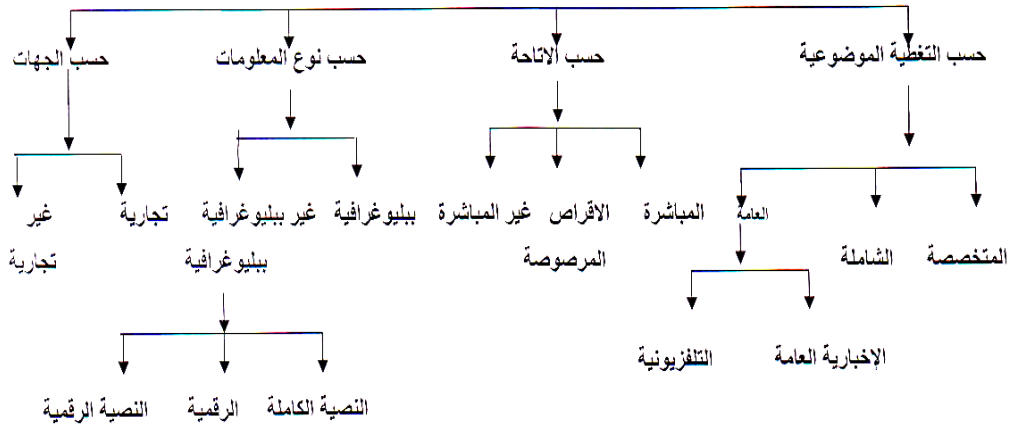 حسب التغطية الموضوعية
حسب الاتاحة
حسب نوع المعلومات
حسب الجهات
المتخصصة
الشاملة
العامة
المباشرة
الاقراص
المرصوصة
غير المباشرة
ببليوغرافية
غير ببليوغرافية
ببليوغرافية
تجارية
غير
تجارية
الإخبارية العامة
التلفزيونية
النصية الكاملة
الرقمية
النصية الرقمية